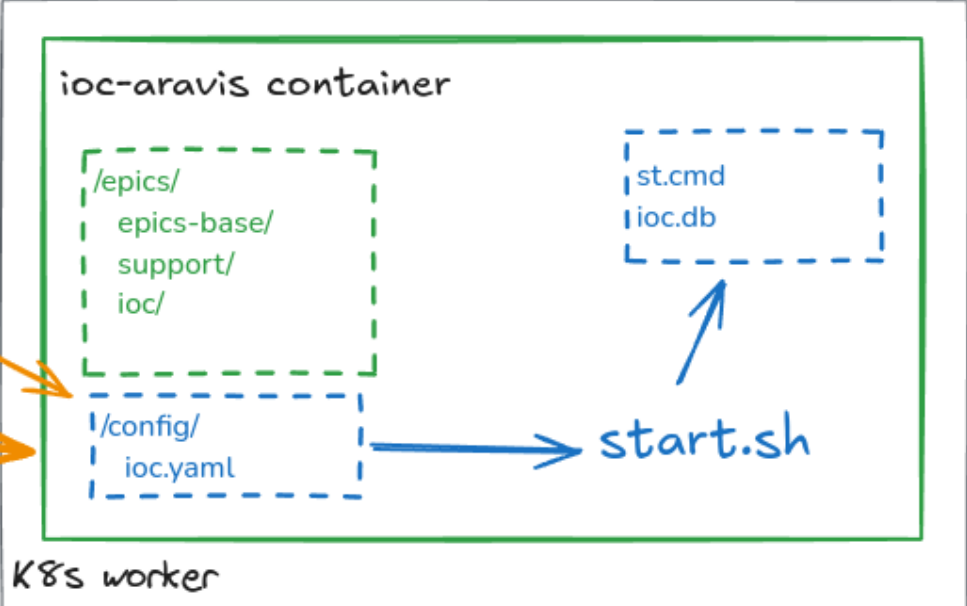 ioc-aravis container
/epics/
epics-base/
support/
ioc/
st.cmd
ioc.db
/config/
ioc.yaml
start.sh
K8s worker